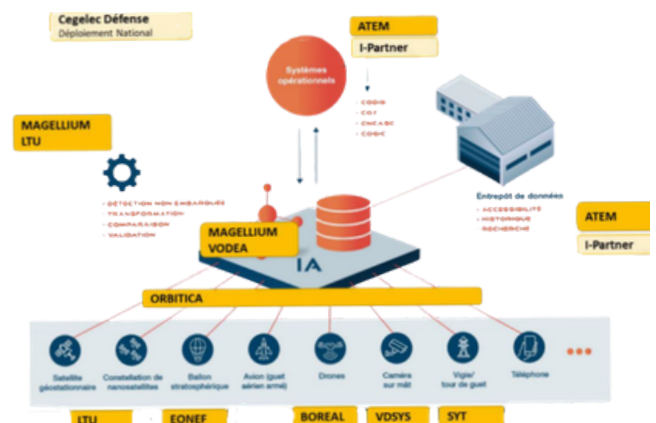 Cegelec Défense
Déploiement National
ATEM
I-Partner
Systèmes
opérationnels
- CODIS
- COZ
- CNCASC
- COGIC
MAGELLIUM
LTU
- DÉTECTION NON EMBARQUÉE
- TRANSFORMATION
- COMPARAISON
- VALIDATION
Entrepôt de données
- ACCESSIBILITÉ
- HISTORIQUE
- RECHERCHE
ATEM
I-Partner
MAGELLIUM
VODEA
IA
ORBITICA
Satellite
géostationnaire
Constellation de
nanosatellites
Ballon
stratosphérique
Avion (guet
aérien armé)
Drones
Caméra
sur mât
Vigie/
tour de guet
Téléphone
LTU
EONEF
BOREAL
VDSYS
SYT